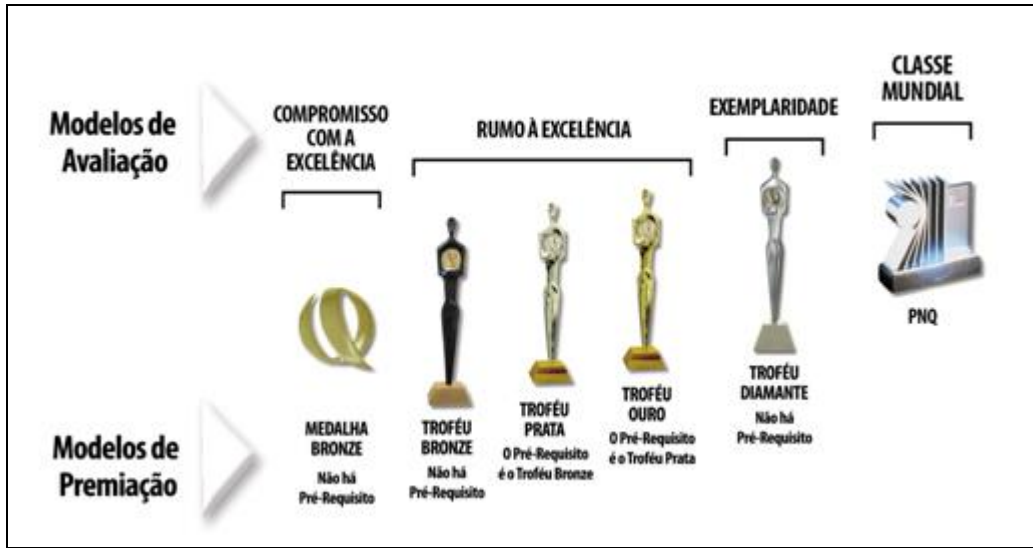 Modelos de
Avaliação
COMPROMISSO
COM A
EXCELÊNCIA
RUMO À EXCELÊNCIA
EXEMPLARIDADE
CLASSE
MUNDIAL
PNQ
Modelos de
Premiação
MEDALHA
BRONZE
Não há
Pré-Requisito
TROFÉU
BRONZE
Não há
Pré-Requisito
TROFÉU
PRATA
O Pré-Requisito
é o Troféu Bronze
TROFÉU
OURO
O Pré-Requisito
é o Troféu Prata
TROFÉU
DIAMANTE
Não há
Pré-Requisito